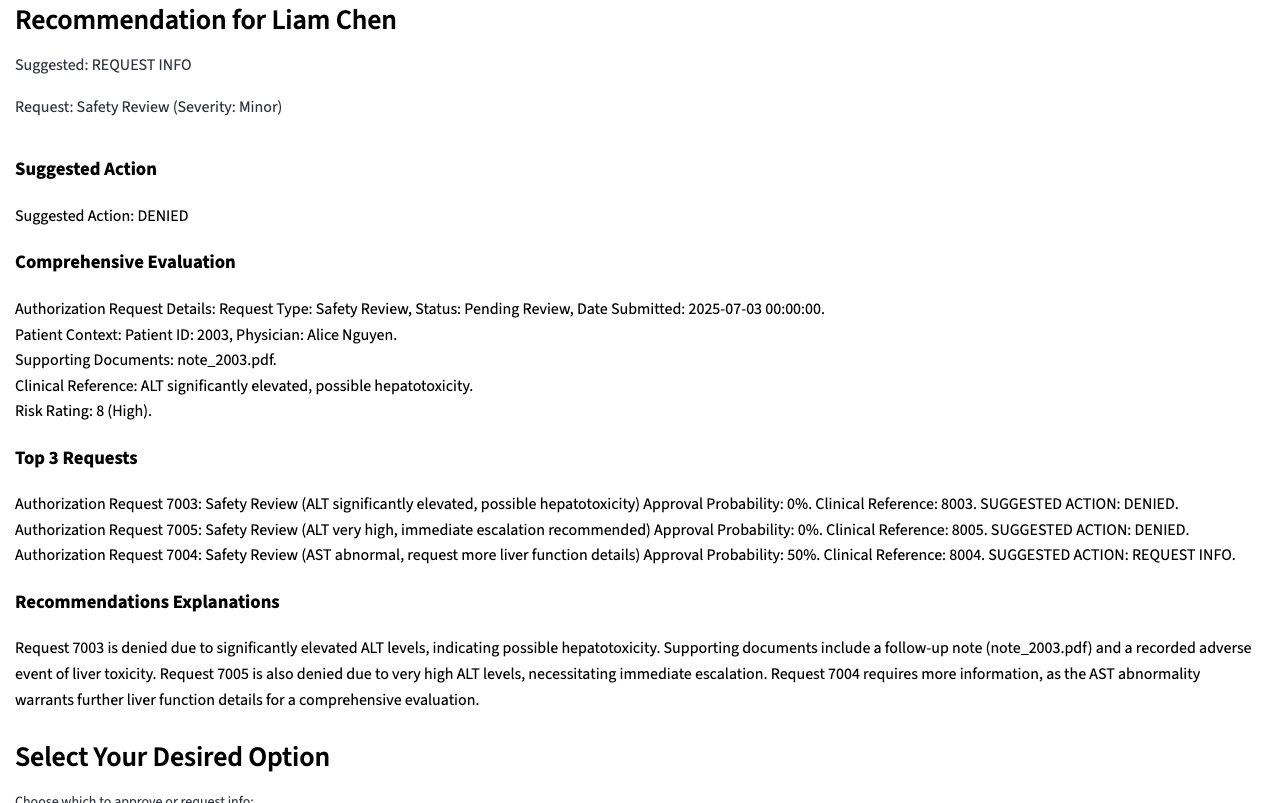 Recommendation for Liam Chen
Suggested: REQUEST INFO
Request: Safety Review (Severity: Minor)
Suggested Action
Suggested Action: DENIED
Comprehensive Evaluation
Authorization Request Details: Request Type: Safety Review, Status: Pending Review, Date Submitted: 2025-07-03 00:00:00.
Patient Context: Patient ID: 2003, Physician: Alice Nguyen.
Supporting Documents: note_2003.pdf.
Clinical Reference: ALT significantly elevated, possible hepatotoxicity.
Risk Rating: 8 (High).
Top 3 Requests
Authorization Request 7003: Safety Review (ALT significantly elevated, possible hepatotoxicity) Approval Probability: 0%. Clinical Reference: 8003. SUGGESTED ACTION: DENIED.
Authorization Request 7005: Safety Review (ALT very high, immediate escalation recommended) Approval Probability: 0%. Clinical Reference: 8005. SUGGESTED ACTION: DENIED.
Authorization Request 7004: Safety Review (AST abnormal, request more liver function details) Approval Probability: 50%. Clinical Reference: 8004. SUGGESTED ACTION: REQUEST INFO.
Recommendations Explanations
Request 7003 is denied due to significantly elevated ALT levels, indicating possible hepatotoxicity. Supporting documents include a follow-up note (note_2003.pdf) and a recorded adverse
event of liver toxicity. Request 7005 is also denied due to very high ALT levels, necessitating immediate escalation. Request 7004 requires more information, as the AST abnormality
warrants further liver function details for a comprehensive evaluation.
Select Your Desired Option
Choose which to approve or request info: